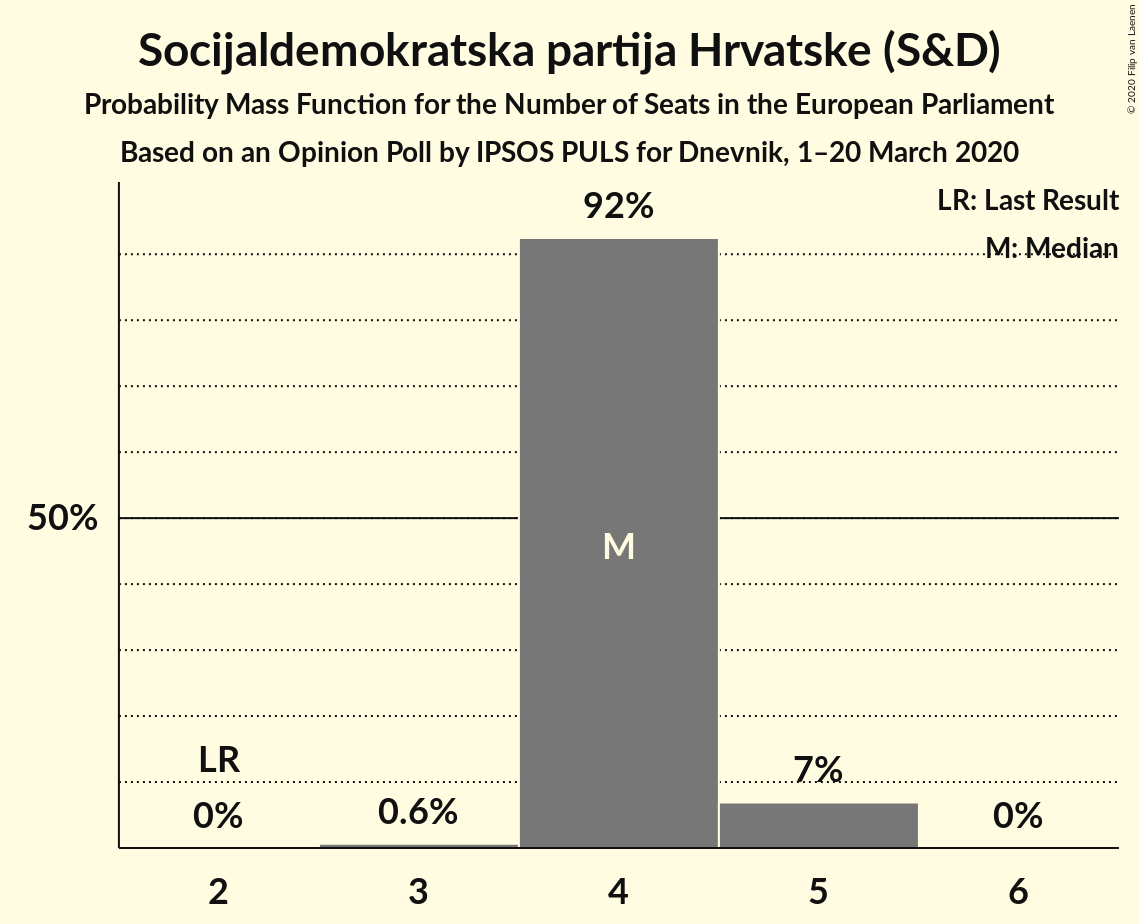 Socijaldemokratska partija Hrvatske (S&D)
Probability Mass Function for the Number of Seats in the European Parliament
Based on an Opinion Poll by IPSOS PULS for Dnevnik, 1–20 March 2020
© 2020 Filip van Laenen
LR: Last Result
M: Median
92%
50%
M
LR
0%
0.6%
7%
0%
2 3 4 5 6